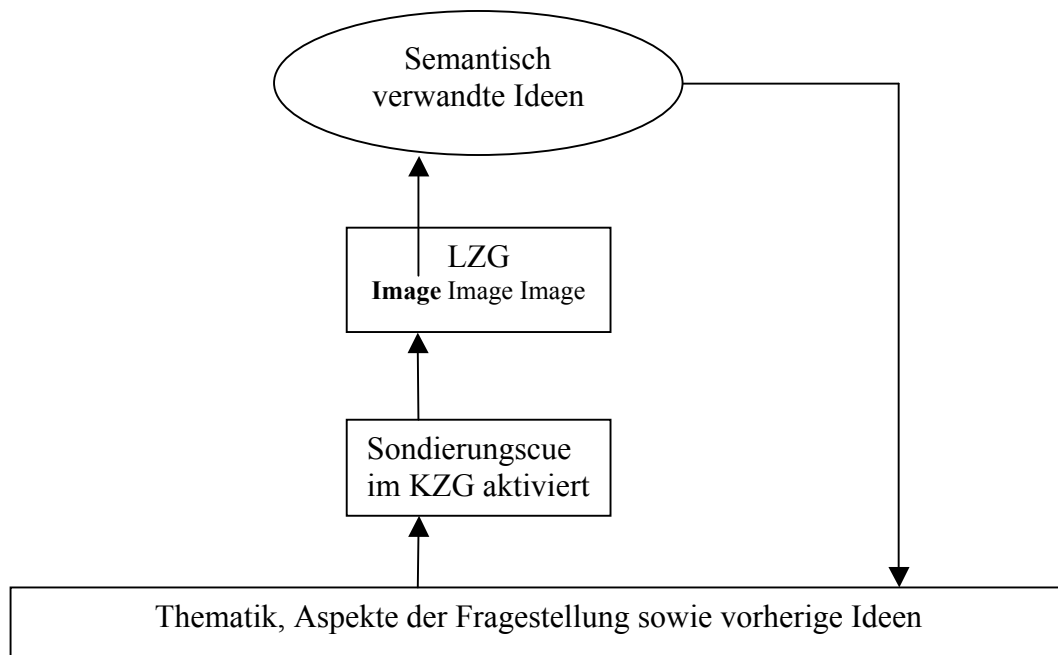 Semantisch
verwandte Ideen
LZG
Image Image Image
Sondierungscue
im KZG aktiviert
Thematik, Aspekte der Fragestellung sowie vorherige Ideen